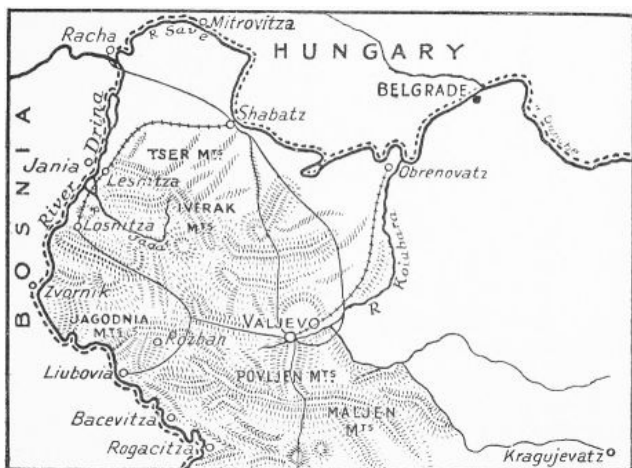 Mitrovitza
R Save
Racha
HUNGARY
BELGRADE
R. Danube
BOSNIA
River Drina
Shabatz
TSER MTS
Jania
Lesnitza
Obrenovatz
IVERAK
MTS
R. Jadar
Losnitza
R Kolubara
Zvornik
JAGODNIA
MTS
VALJEVO
Rozhan
Liubovia
POVLJEN MTS
MALJEN
MTS
Bacevitza
Rogacitza
Kragujevatz